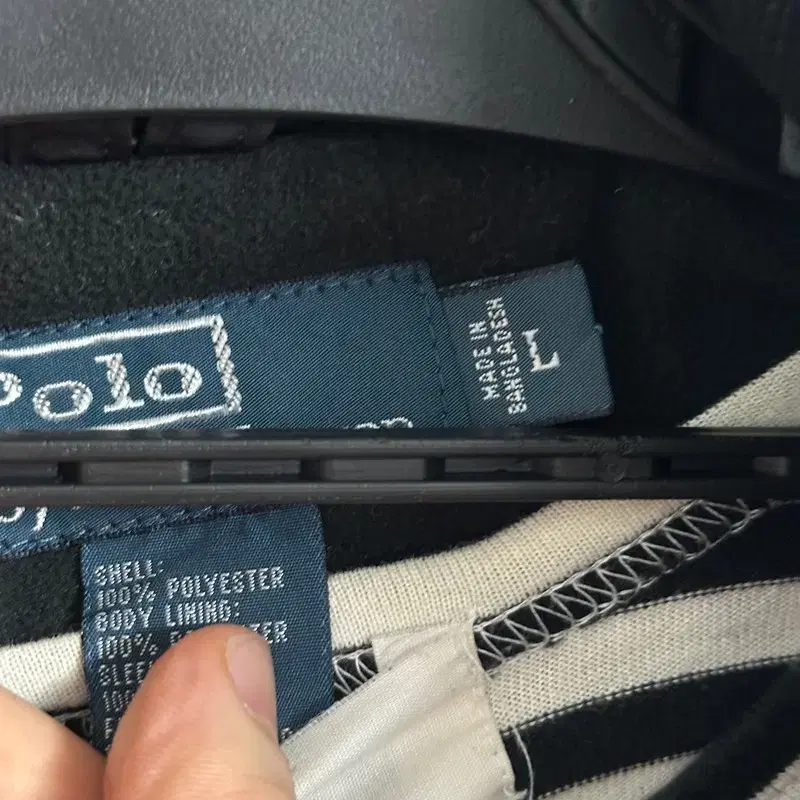 Polo
MADE IN
BANGLADESH
L
SHELL:
100% POLYESTER
BODY LINING:
100%